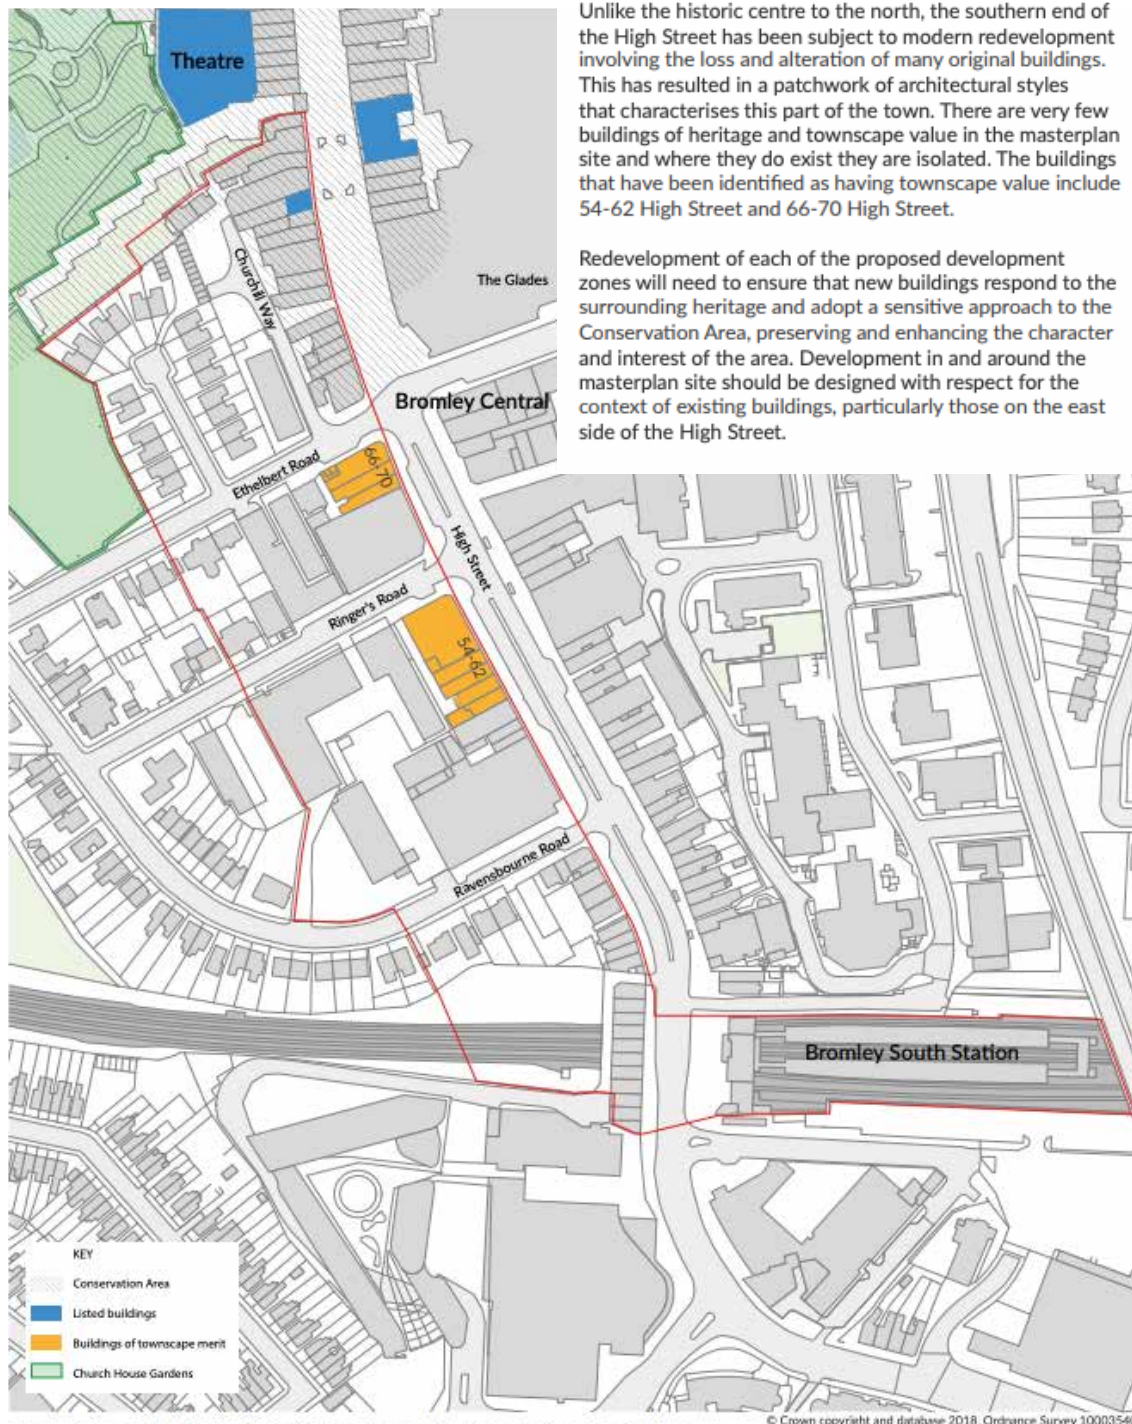 Unlike the historic centre to the north, the southern end of
the High Street has been subject to modern redevelopment
involving the loss and alteration of many original buildings.
This has resulted in a patchwork of architectural styles
that characterises this part of the town. There are very few
buildings of heritage and townscape value in the masterplan
site and where they do exist they are isolated. The buildings
that have been identified as having townscape value include
54-62 High Street and 66-70 High Street.
Redevelopment of each of the proposed development
zones will need to ensure that new buildings respond to the
surrounding heritage and adopt a sensitive approach to the
Conservation Area, preserving and enhancing the character
and interest of the area. Development in and around the
masterplan site should be designed with respect for the
context of existing buildings, particularly those on the east
side of the High Street.
Theatre
Churchill Way
The Glades
Bromley Central
66-70
Ethelbert Road
High Street
Ringer's Road
54-62
Ravensbourne Road
Bromley South Station
KEY
Conservation Area
Listed buildings
Buildings of townscape merit
Church House Gardens
© Crown copyright and database 2018. Ordnance Survey